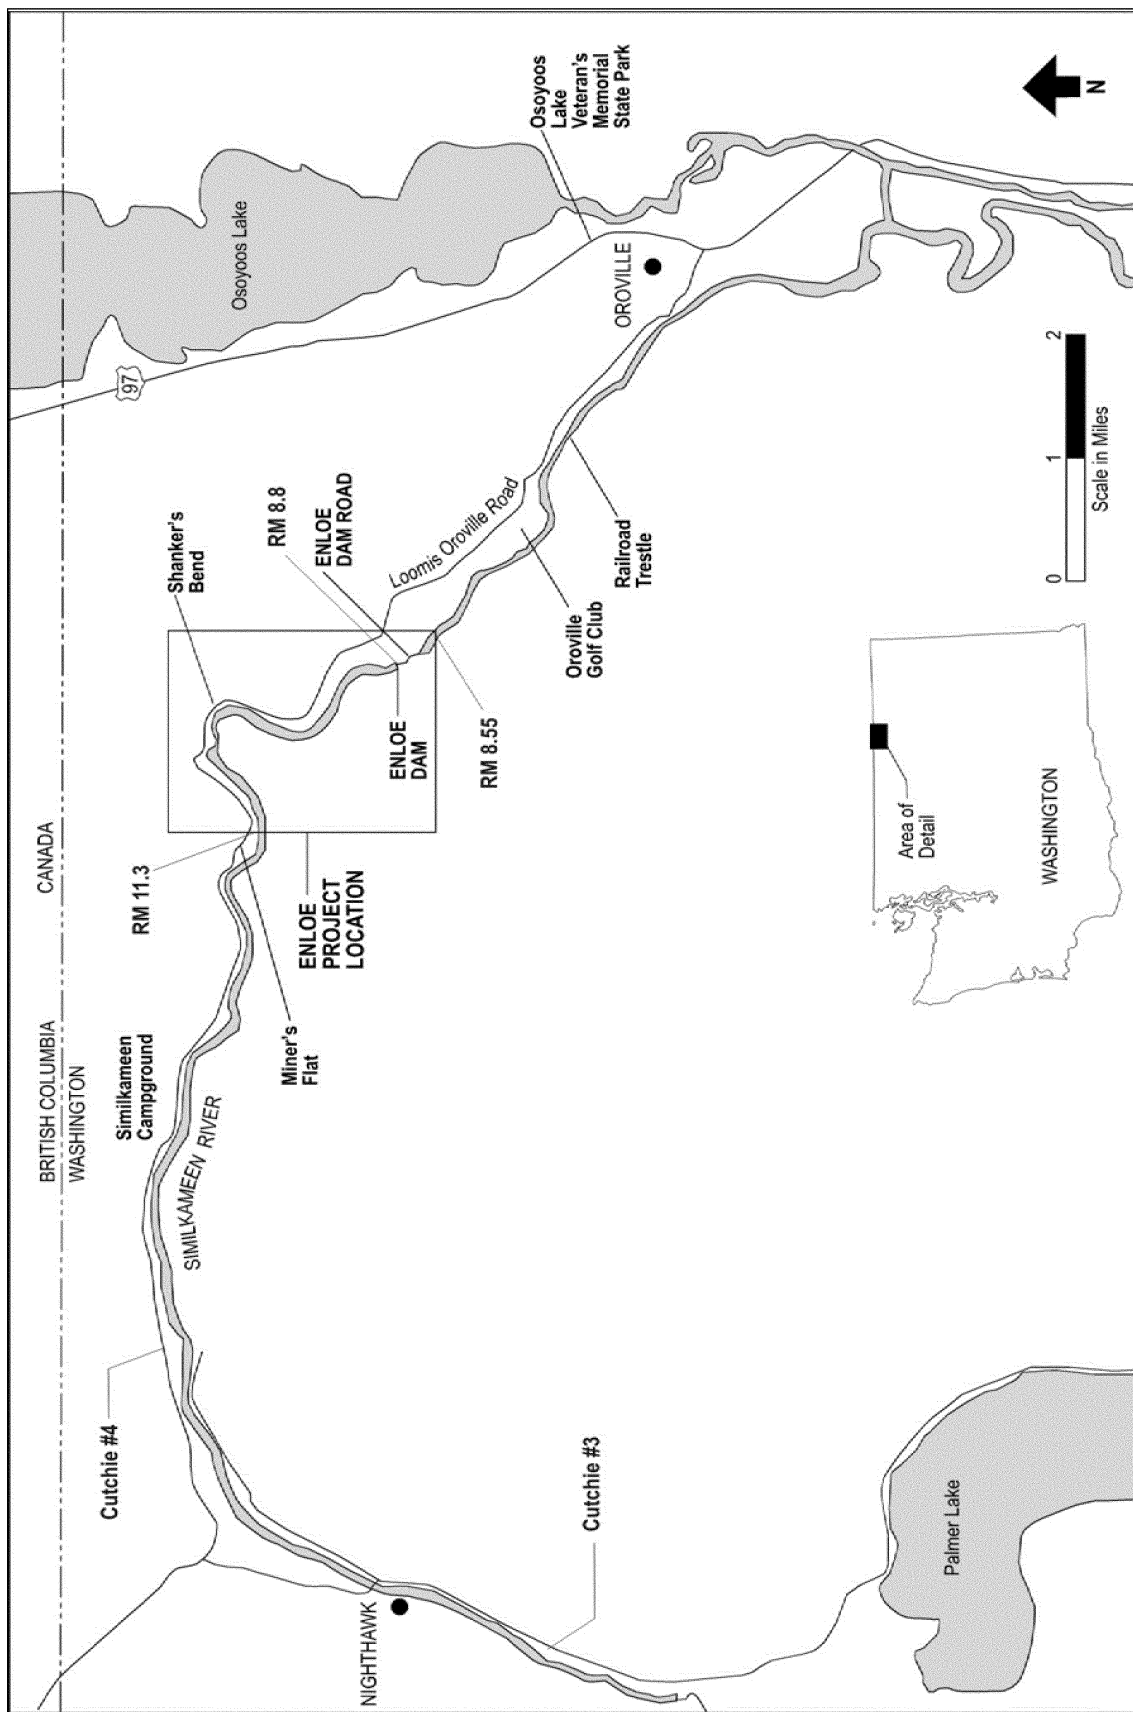 BRITISH COLUMBIA
CANADA
WASHINGTON
Osoyoos Lake
97
Cutchie #4
Similkameen
Campground
RM 11.3
Shanker's
Bend
RM 8.8
ENLOE
DAM ROAD
Loomis Oroville Road
SIMILKAMEEN RIVER
Miner's
Flat
ENLOE
PROJECT
LOCATION
ENLOE
DAM
RM 8.55
Oroville
Golf Club
Railroad
Trestle
OROVILLE
Osoyoos
Lake
Veteran's
Memorial
State Park
NIGHTHAWK
Cutchie #3
Palmer Lake
Area of
Detail
WASHINGTON
0 1 2
Scale in Miles
N